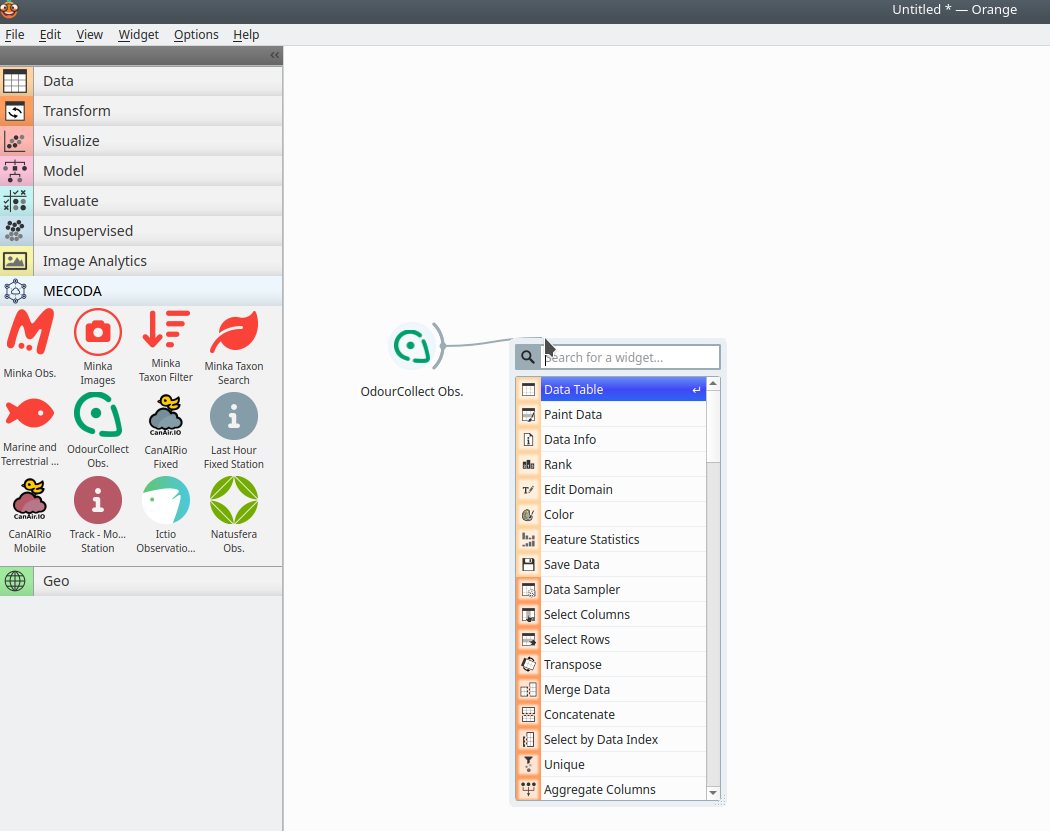 Untitled * — Orange
File Edit View Widget Options Help
Data
Transform
Visualize
Model
Evaluate
Unsupervised
Image Analytics
MECODA
Minka Obs.
Minka
Images
Minka
Taxon Filter
Minka Taxon
Search
Marine and
Terrestrial ...
OdourCollect
Obs.
CanAIRio
Fixed
Last Hour
Fixed Station
CanAir.IO
CanAir.IO
CanAIRio
Mobile
Track - Mo...
Station
Ictio
Observatio...
Natusfera
Obs.
Geo
OdourCollect Obs.
Search for a widget...
Data Table
Paint Data
Data Info
Rank
Edit Domain
Color
Feature Statistics
Save Data
Data Sampler
Select Columns
Select Rows
Transpose
Merge Data
Concatenate
Select by Data Index
Unique
Aggregate Columns